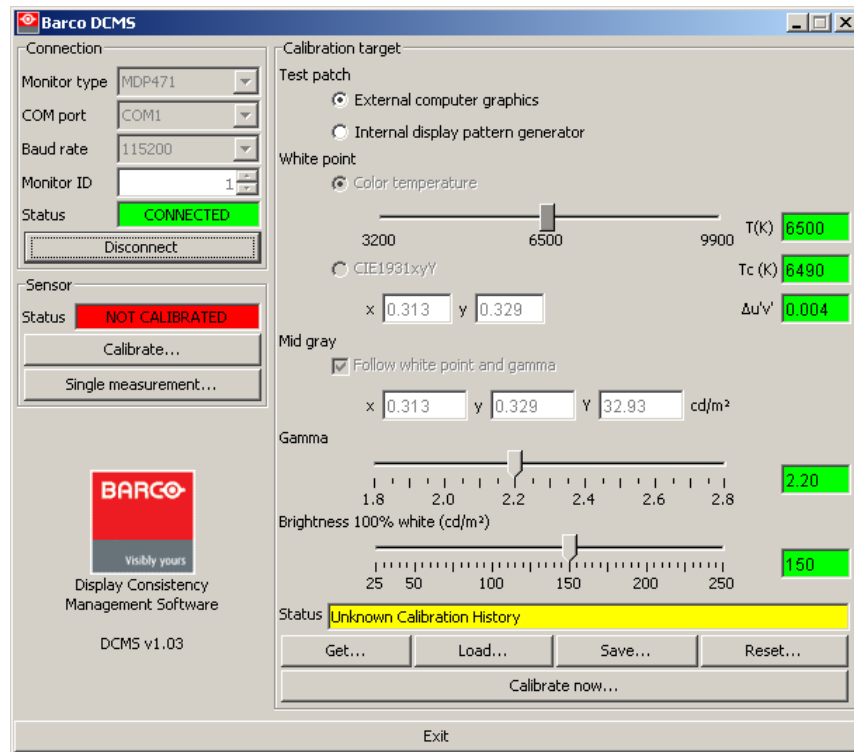 Barco DCMS
Connection
Monitor type MDP471
COM port COM1
Baud rate 115200
Monitor ID 1
Status CONNECTED
Disconnect
Sensor
Status NOT CALIBRATED
Calibrate...
Single measurement...
BARCO
Visibly yours
Display Consistency
Management Software
DCMS v1.03
Calibration target
Test patch
External computer graphics
Internal display pattern generator
White point
Color temperature
3200 6500 9900 T(K) 6500
CIE1931xyY Tc (K) 6490
x 0.313 y 0.329 Δu'v' 0.004
Mid gray
Follow white point and gamma
x 0.313 y 0.329 Y 32.93 cd/m²
Gamma
2.20
1.8 2.0 2.2 2.4 2.6 2.8
Brightness 100% white (cd/m²)
150
25 50 100 150 200 250
Status Unknown Calibration History
Get... Load... Save... Reset...
Calibrate now...
Exit